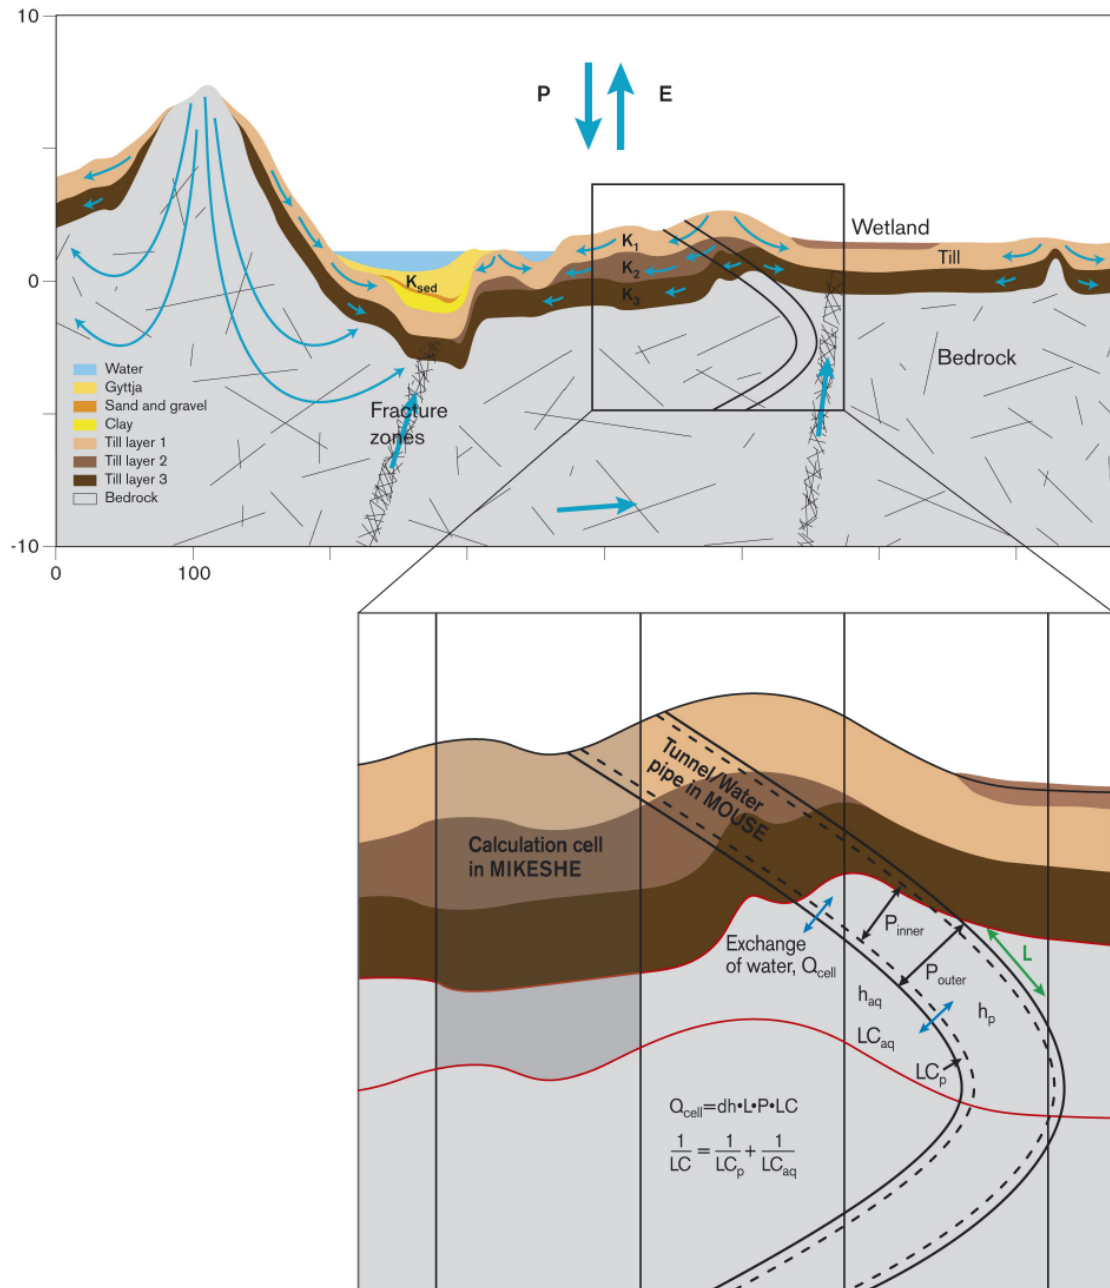 10
P
E
Wetland
K1
Till
K2
0
Ksed
K3
Bedrock
Water
Gyttja
Sand and gravel
Clay
Till layer 1
Till layer 2
Till layer 3
Bedrock
Fracture
zones
-10
0
100
Tunnel/Water
pipe in MOUSE
Calculation cell
in MIKESHE
Exchange
of water, Qcell
Pinner
Pouter
L
haq
hp
LCaq
LCp
Qcell=dh•L•P•LC
1/LC = 1/LCp + 1/LCaq